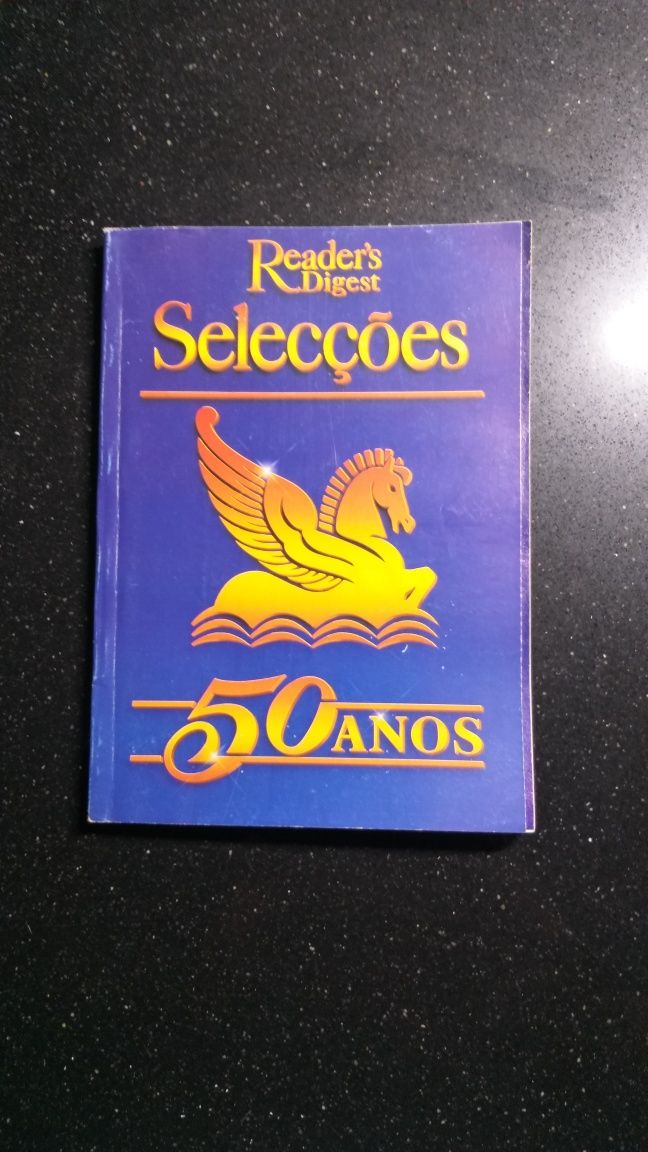 Reader's
Digest
Selecções
50 ANOS